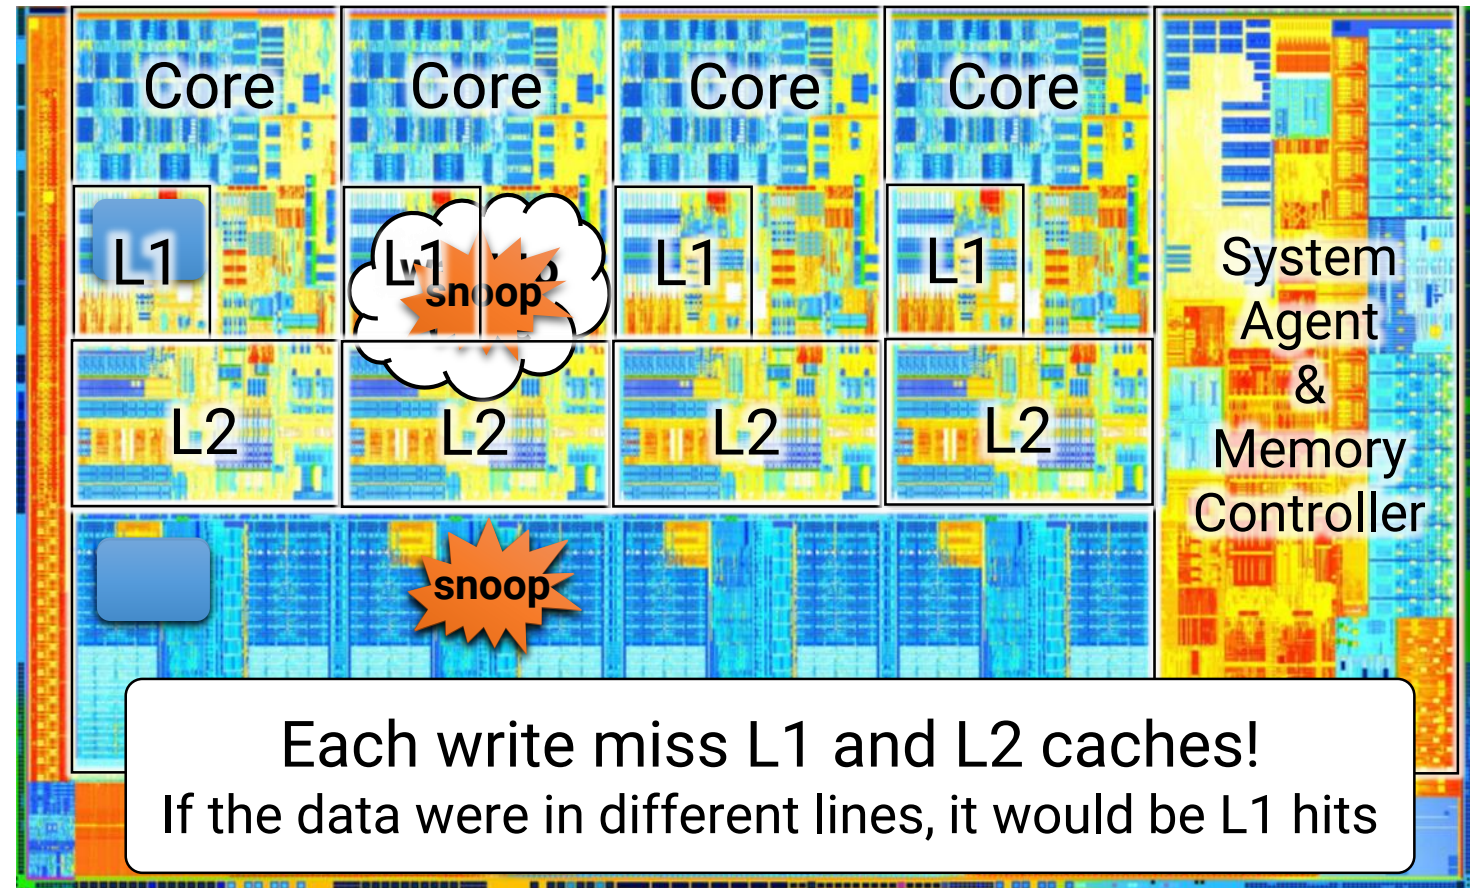 Core
Core
Core
Core
L1
L1
L1
L1
snoop
L2
L2
L2
L2
System
Agent
&
Memory
Controller
snoop
Each write miss L1 and L2 caches!
If the data were in different lines, it would be L1 hits